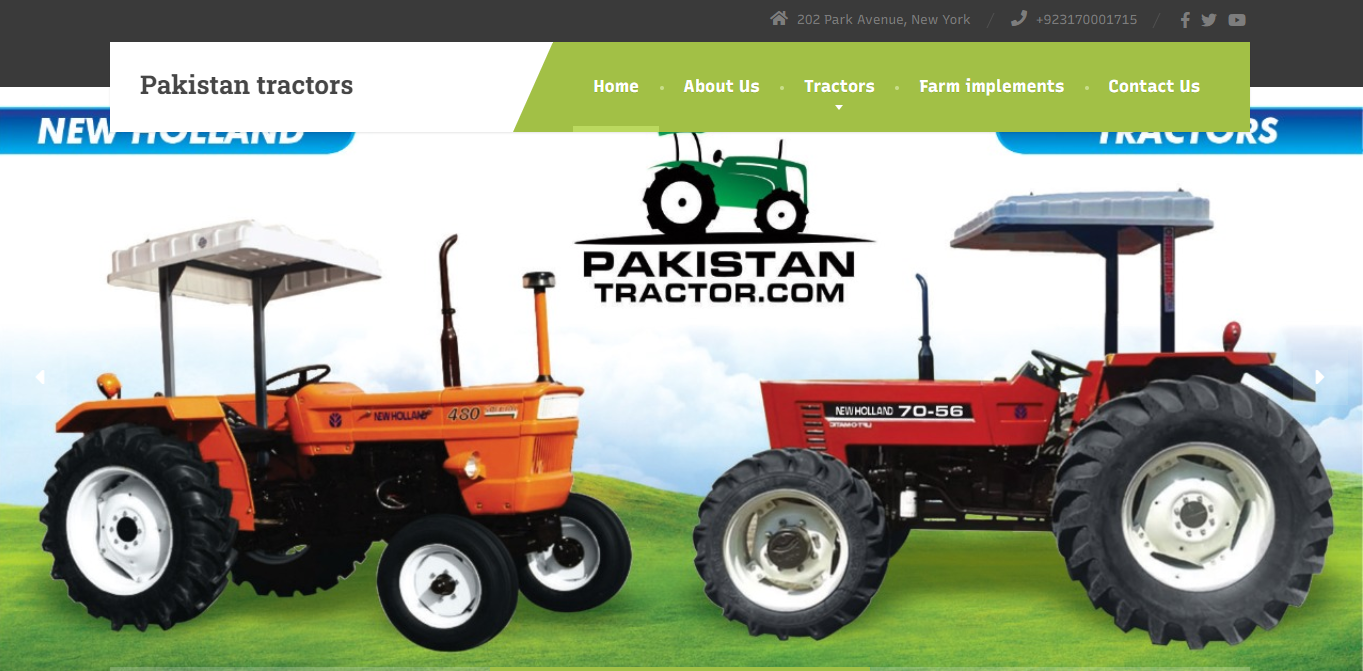 202 Park Avenue, New York / +923170001715 /
Pakistan tractors
Home • About Us • Tractors • Farm implements • Contact Us
NEW HOLLAND
TRACTORS
PAKISTAN
TRACTOR.COM
NEW HOLLAND 480
NEW HOLLAND 70-56